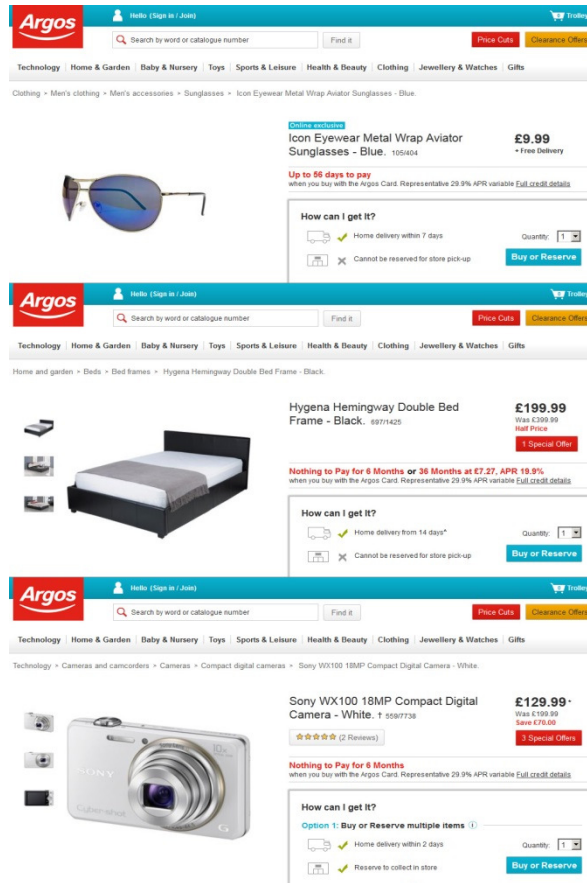 Argos
Hello (Sign in / Join)
Trolley
Search by word or catalogue number
Find it
Price Cuts
Clearance Offers
Technology Home & Garden Baby & Nursery Toys Sports & Leisure Health & Beauty Clothing Jewellery & Watches Gifts
Clothing > Men's clothing > Men's accessories > Sunglasses > Icon Eyewear Metal Wrap Aviator Sunglasses - Blue.
Online exclusive
Icon Eyewear Metal Wrap Aviator
Sunglasses - Blue. 105/404
£9.99
• Free Delivery
Up to 56 days to pay
when you buy with the Argos Card. Representative 29.9% APR variable Full credit details
How can I get It?
Home delivery within 7 days
Quantity: 1
Cannot be reserved for store pick-up
Buy or Reserve
Argos
Hello (Sign in / Join)
Trolley
Search by word or catalogue number
Find it
Price Cuts
Clearance Offers
Technology Home & Garden Baby & Nursery Toys Sports & Leisure Health & Beauty Clothing Jewellery & Watches Gifts
Home and garden > Beds > Bed frames > Hygena Hemingway Double Bed Frame - Black.
Hygena Hemingway Double Bed
Frame - Black. 697/1425
£199.99
Was £399.99
Half Price
1 Special Offer
Nothing to Pay for 6 Months or 36 Months at £7.27, APR 19.9%
when you buy with the Argos Card. Representative 29.9% APR variable Full credit details
How can I get It?
Home delivery from 14 days*
Quantity: 1
Cannot be reserved for store pick-up
Buy or Reserve
Argos
Hello (Sign in / Join)
Trolley
Search by word or catalogue number
Find it
Price Cuts
Clearance Offers
Technology Home & Garden Baby & Nursery Toys Sports & Leisure Health & Beauty Clothing Jewellery & Watches Gifts
Technology > Cameras and camcorders > Cameras > Compact digital cameras > Sony WX100 18MP Compact Digital Camera - White.
Sony WX100 18MP Compact Digital
Camera - White. † 559/7738
(2 Reviews)
£129.99
Was £199.99
Save £70.00
3 Special Offers
Nothing to Pay for 6 Months
when you buy with the Argos Card. Representative 29.9% APR variable Full credit details
SONY
10x
Cyber-shot
G
How can I get It?
Option 1: Buy or Reserve multiple items
Home delivery within 2 days
Quantity: 1
Reserve to collect in store
Buy or Reserve